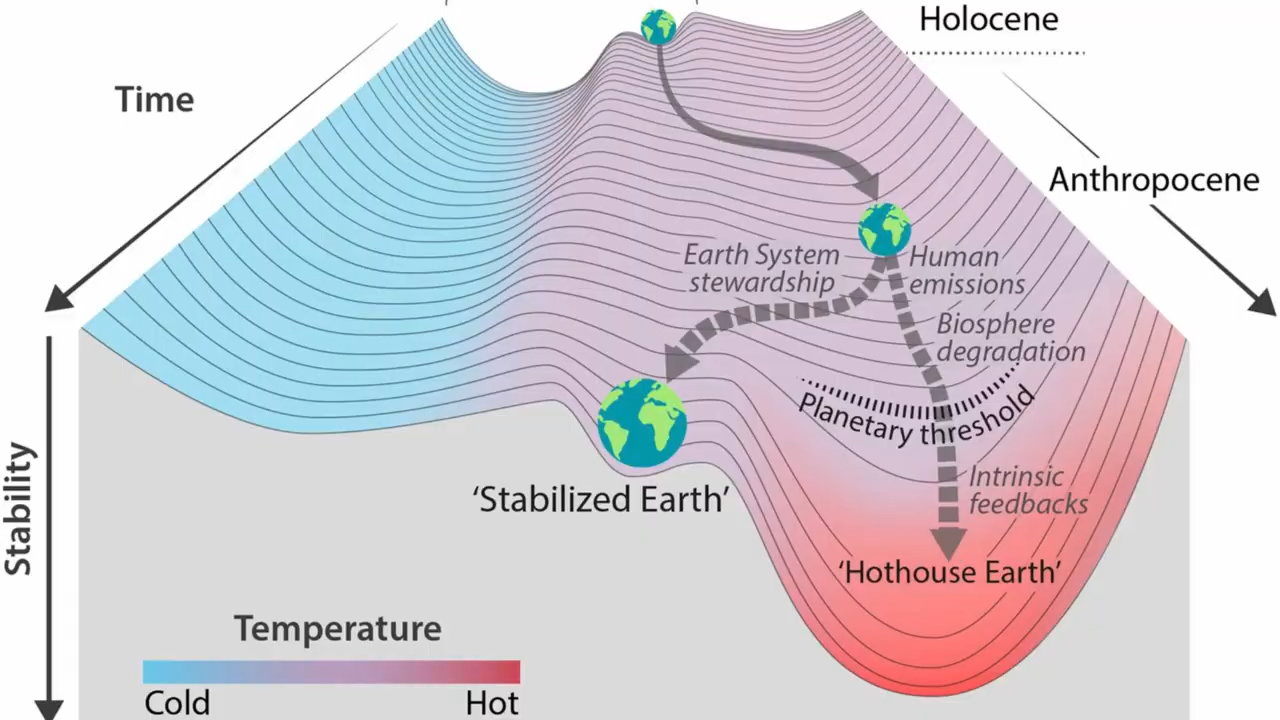 Holocene
Time
Anthropocene
Earth System
stewardship
Human
emissions
Biosphere
degradation
Planetary threshold
Stability
Intrinsic
feedbacks
‘Stabilized Earth’
‘Hothouse Earth’
Temperature
Cold
Hot